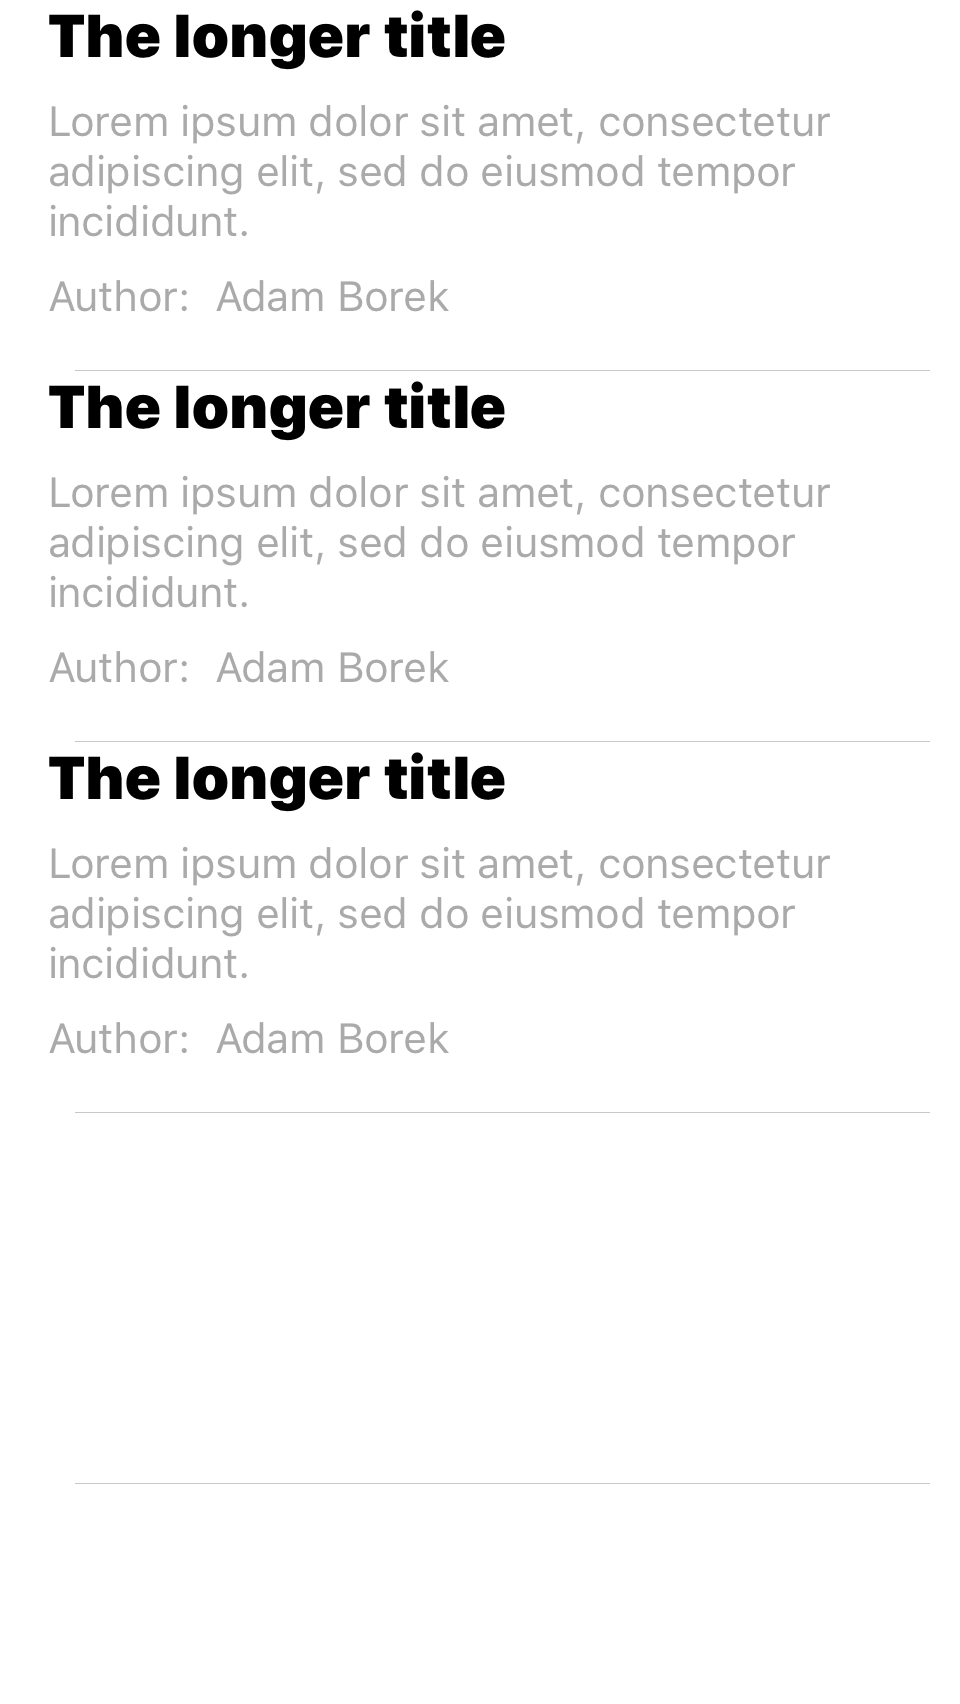 The longer title
Lorem ipsum dolor sit amet, consectetur
adipiscing elit, sed do eiusmod tempor
incididunt.
Author: Adam Borek
The longer title
Lorem ipsum dolor sit amet, consectetur
adipiscing elit, sed do eiusmod tempor
incididunt.
Author: Adam Borek
The longer title
Lorem ipsum dolor sit amet, consectetur
adipiscing elit, sed do eiusmod tempor
incididunt.
Author: Adam Borek